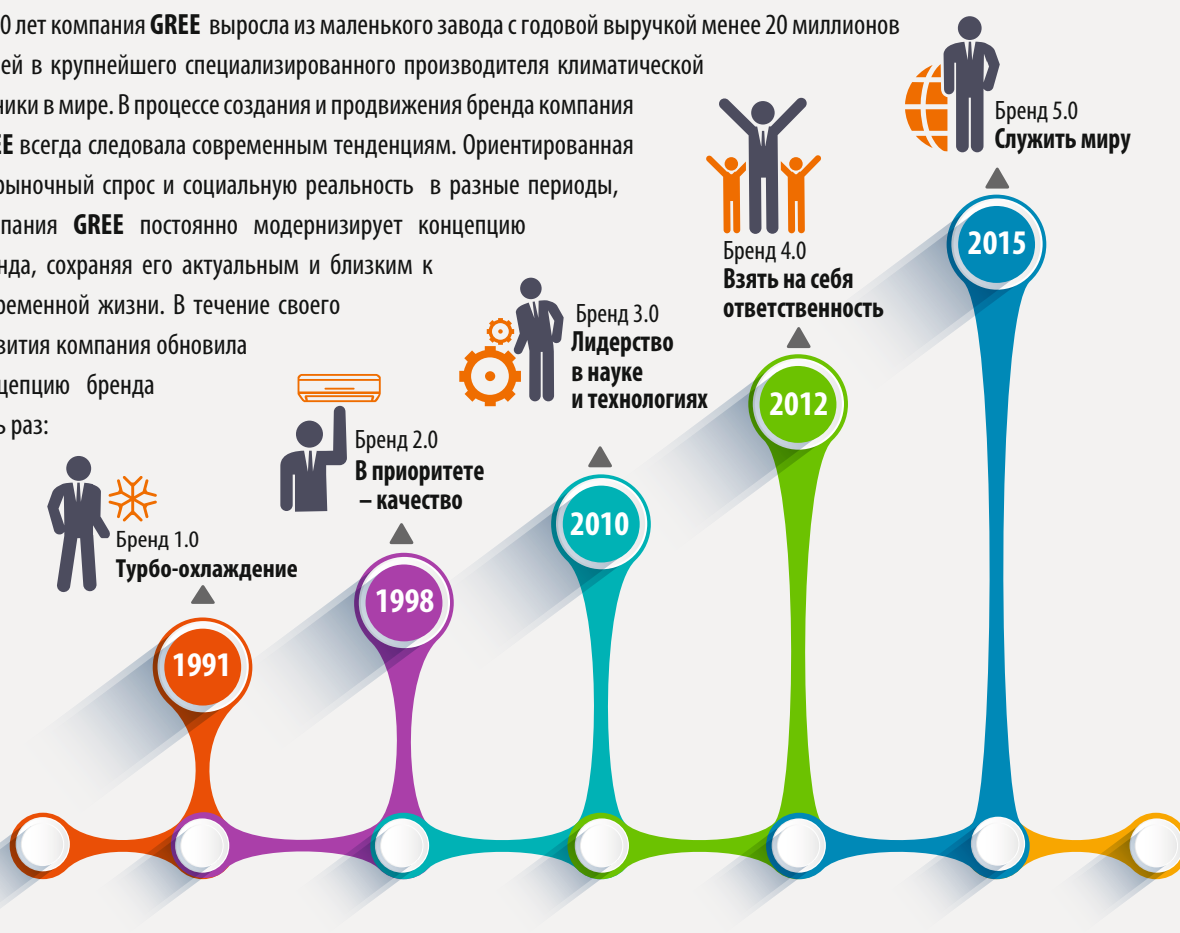 0 лет компания GREE выросла из маленького завода с годовой выручкой менее 20 миллионов
ей в крупнейшего специализированного производителя климатической
ники в мире. В процессе создания и продвижения бренда компания
EE всегда следовала современным тенденциям. Ориентированная
рыночный спрос и социальную реальность в разные периоды,
пания GREE постоянно модернизирует концепцию
нда, сохраняя его актуальным и близким к
ременной жизни. В течение своего
вития компания обновила
цепцию бренда
ь раз:
Бренд 1.0
Турбо-охлаждение
1991
Бренд 2.0
В приоритете
– качество
1998
Бренд 3.0
Лидерство
в науке
и технологиях
2010
Бренд 4.0
Взять на себя
ответственность
2012
Бренд 5.0
Служить миру
2015